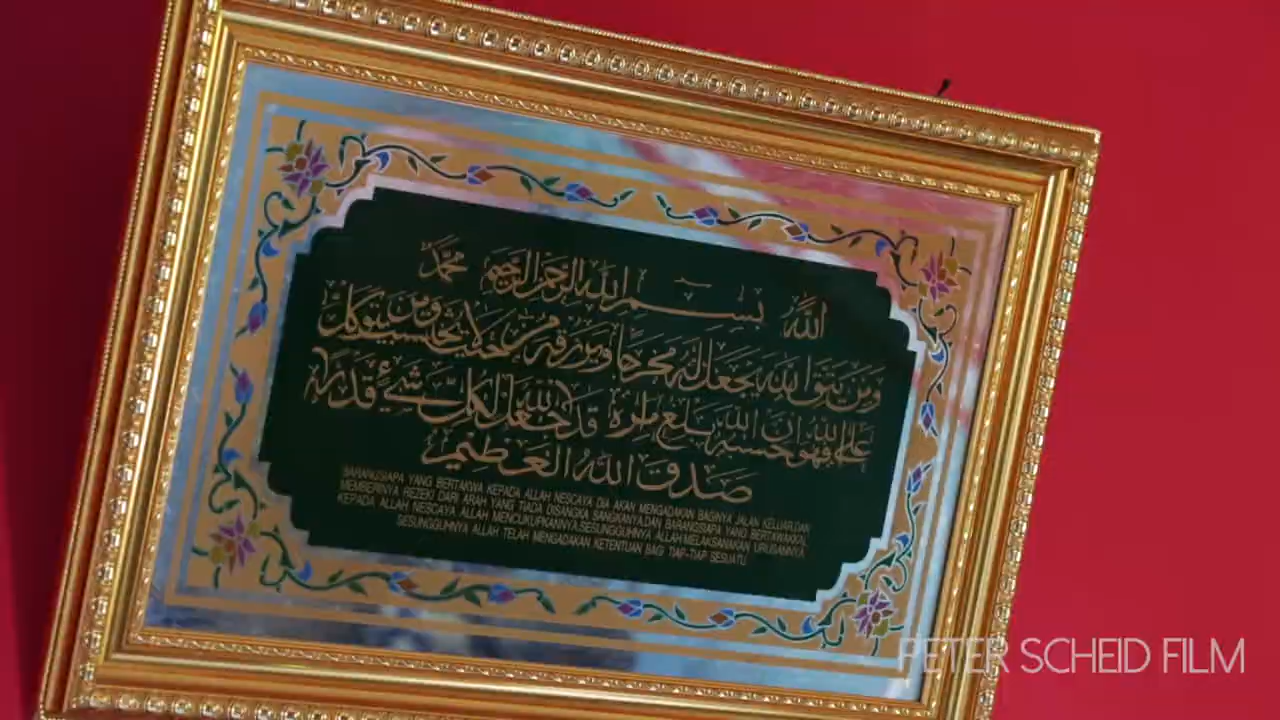 الله بسم الله الرحمن الرحيم محمد
ومن يتق الله يجعل له مخرجا ويرزقه من حيث لا يحتسب ومن يتوكل
على الله فهو حسبه ان الله بلغ امره قد جعل الله لكل شيء قدرا
صدق الله العظيم
BARANGSIAPA YANG BERTAKWA KEPADA ALLAH NESCAYA DIA AKAN MENGADAKAN BAGINYA JALAN KELUAR.DAN
MEMBERINYA REZEKI DARI ARAH YANG TIADA DISANGKA SANGKANYA.DAN BARANGSIAPA YANG BERTAWAKKAL
KEPADA ALLAH NESCAYA ALLAH MENCUKUPKANNYA.SESUNGGUHNYA ALLAH MELAKSANAKAN URUSANNYA
SESUNGGUHNYA ALLAH TELAH MENGADAKAN KETENTUAN BAGI TIAP-TIAP SESUATU.
PETER SCHEID FILM